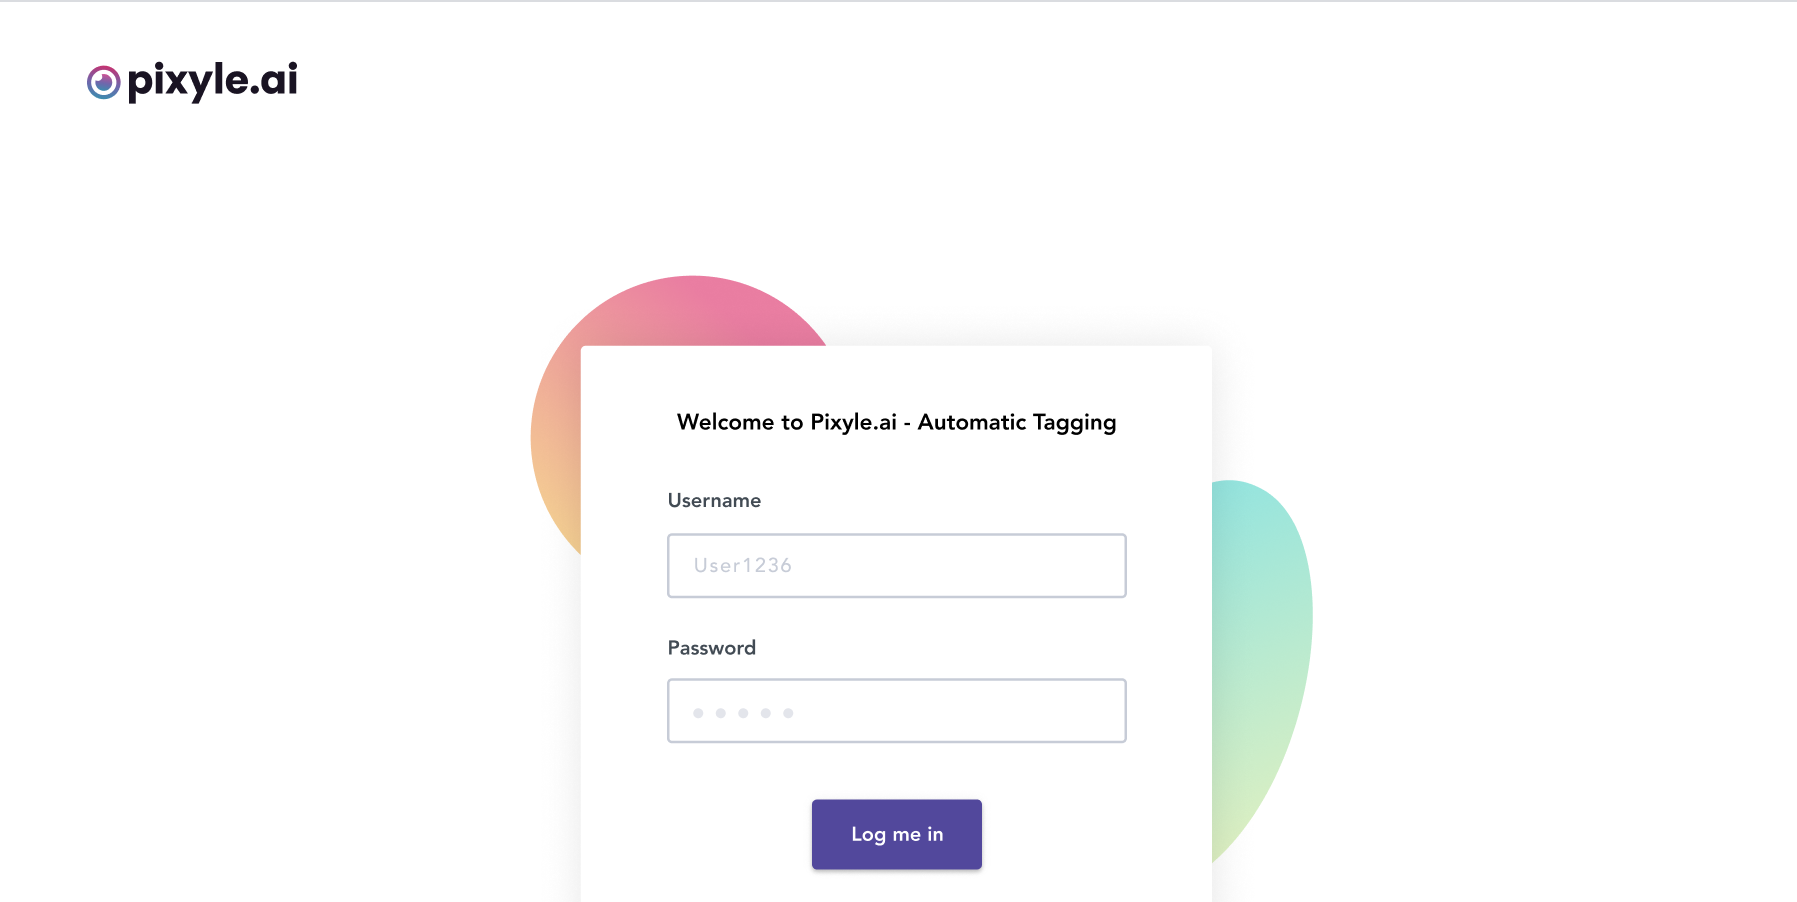 pixyle.ai
Welcome to Pixyle.ai - Automatic Tagging
Username
User1236
Password
Log me in